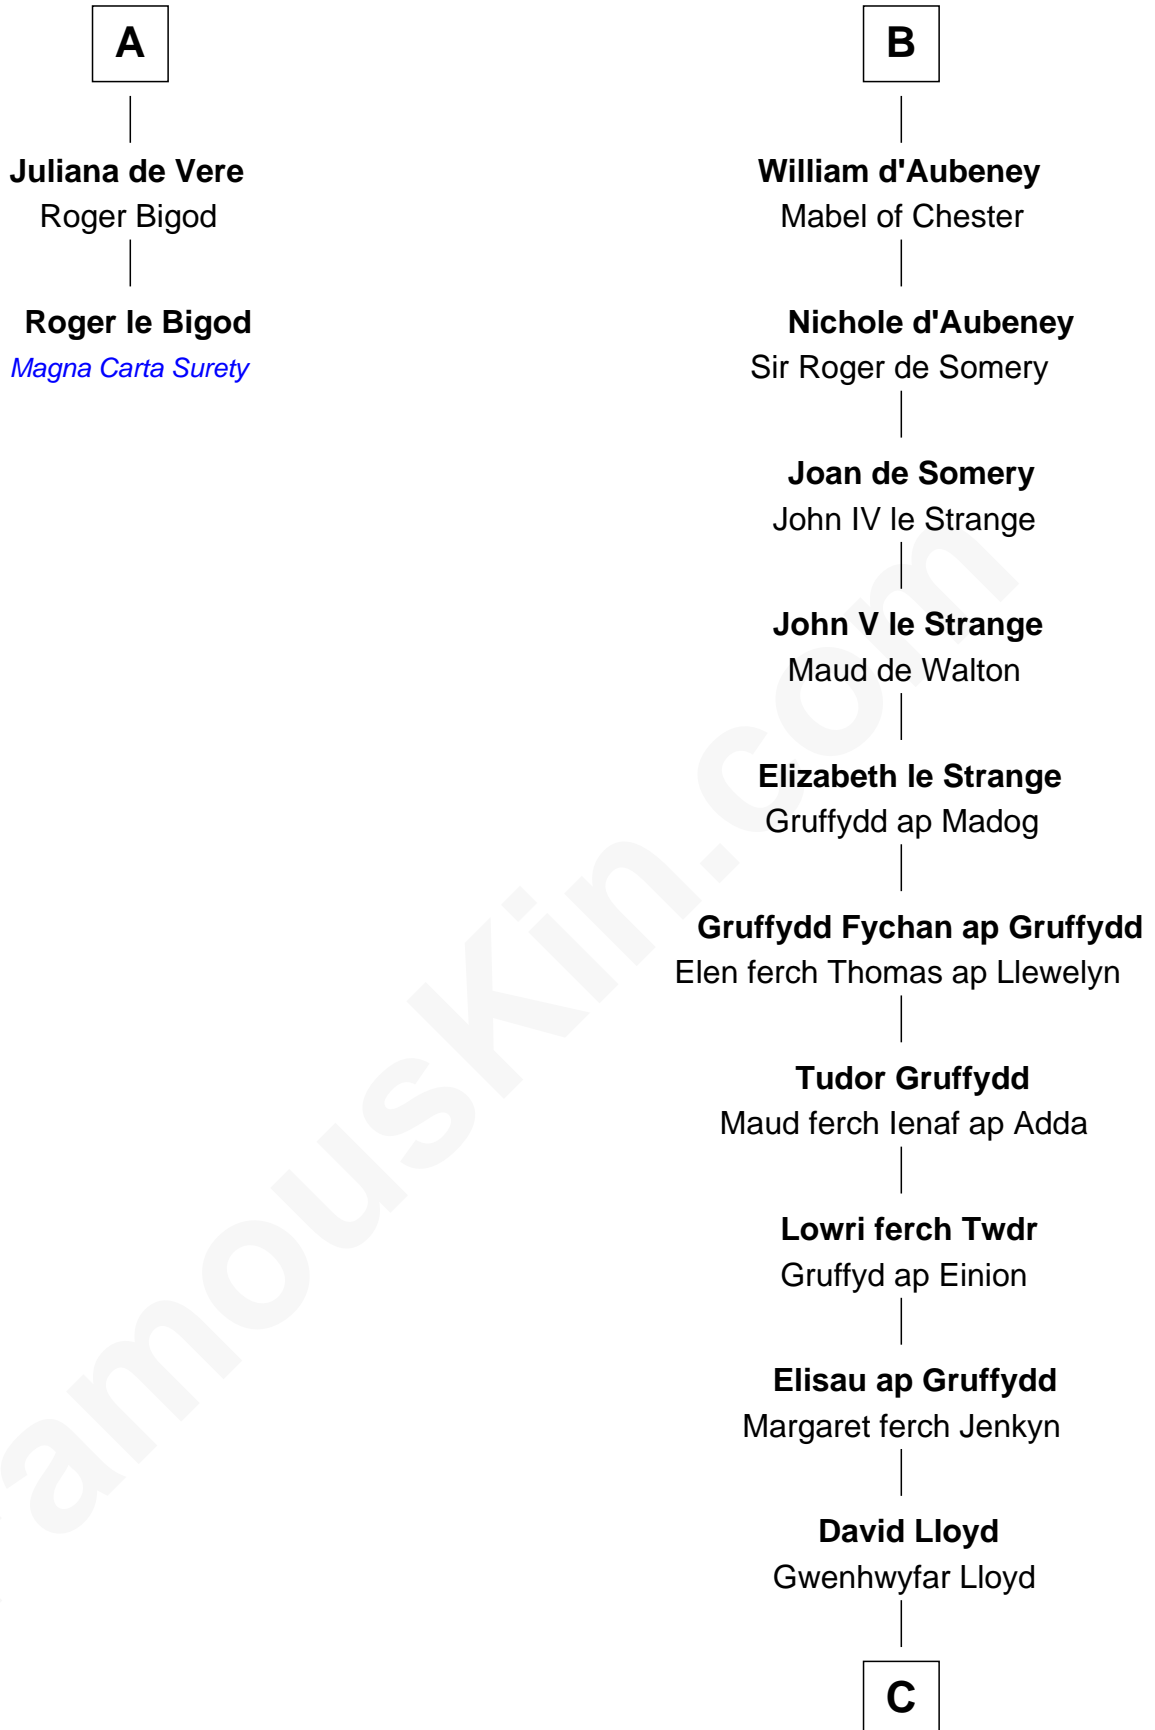 A
Juliana de Vere
Roger Bigod
Roger le Bigod
Magna Carta Surety
B
William d'Aubeney
Mabel of Chester
Nichole d'Aubeney
Sir Roger de Somery
Joan de Somery
John IV le Strange
John V le Strange
Maud de Walton
Elizabeth le Strange
Gruffydd ap Madog
Gruffydd Fychan ap Gruffydd
Elen ferch Thomas ap Llewelyn
Tudor Gruffydd
Maud ferch Ienaf ap Adda
Lowri ferch Twdr
Gruffyd ap Einion
Elisau ap Gruffydd
Margaret ferch Jenkyn
David Lloyd
Gwenhwyfar Lloyd
C
amouskin.com